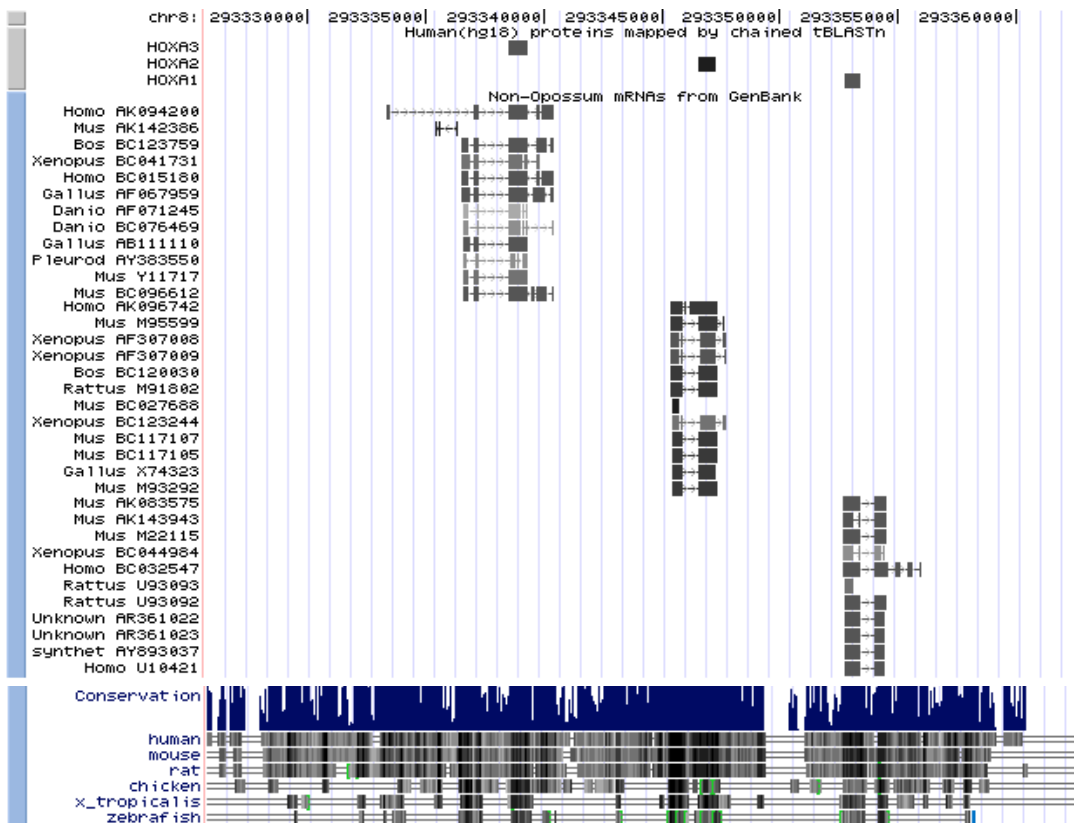 chr8: 293330000| 293335000| 293340000| 293345000| 293350000| 293355000| 293360000|
Human(hg18) proteins mapped by chained tBLASTn
HOXA3
HOXA2
HOXA1
Non-Opossum mRNAs from GenBank
Homo AK094200
Mus AK142386
Bos BC123759
Xenopus BC041731
Homo BC015180
Gallus AF067959
Danio AF071245
Danio BC076469
Gallus AB111110
Pleurod AY383550
Mus Y11717
Mus BC096612
Homo AK096742
Mus M95599
Xenopus AF307008
Xenopus AF307009
Bos BC120030
Rattus M91802
Mus BC027688
Xenopus BC123244
Mus BC117107
Mus BC117105
Gallus X74323
Mus M93292
Mus AK083575
Mus AK143943
Mus M22115
Xenopus BC044984
Homo BC032547
Rattus U93093
Rattus U93092
Unknown AR361022
Unknown AR361023
synthet AY893037
Homo U10421
Conservation
human
mouse
rat
chicken
x_tropicalis
zebrafish